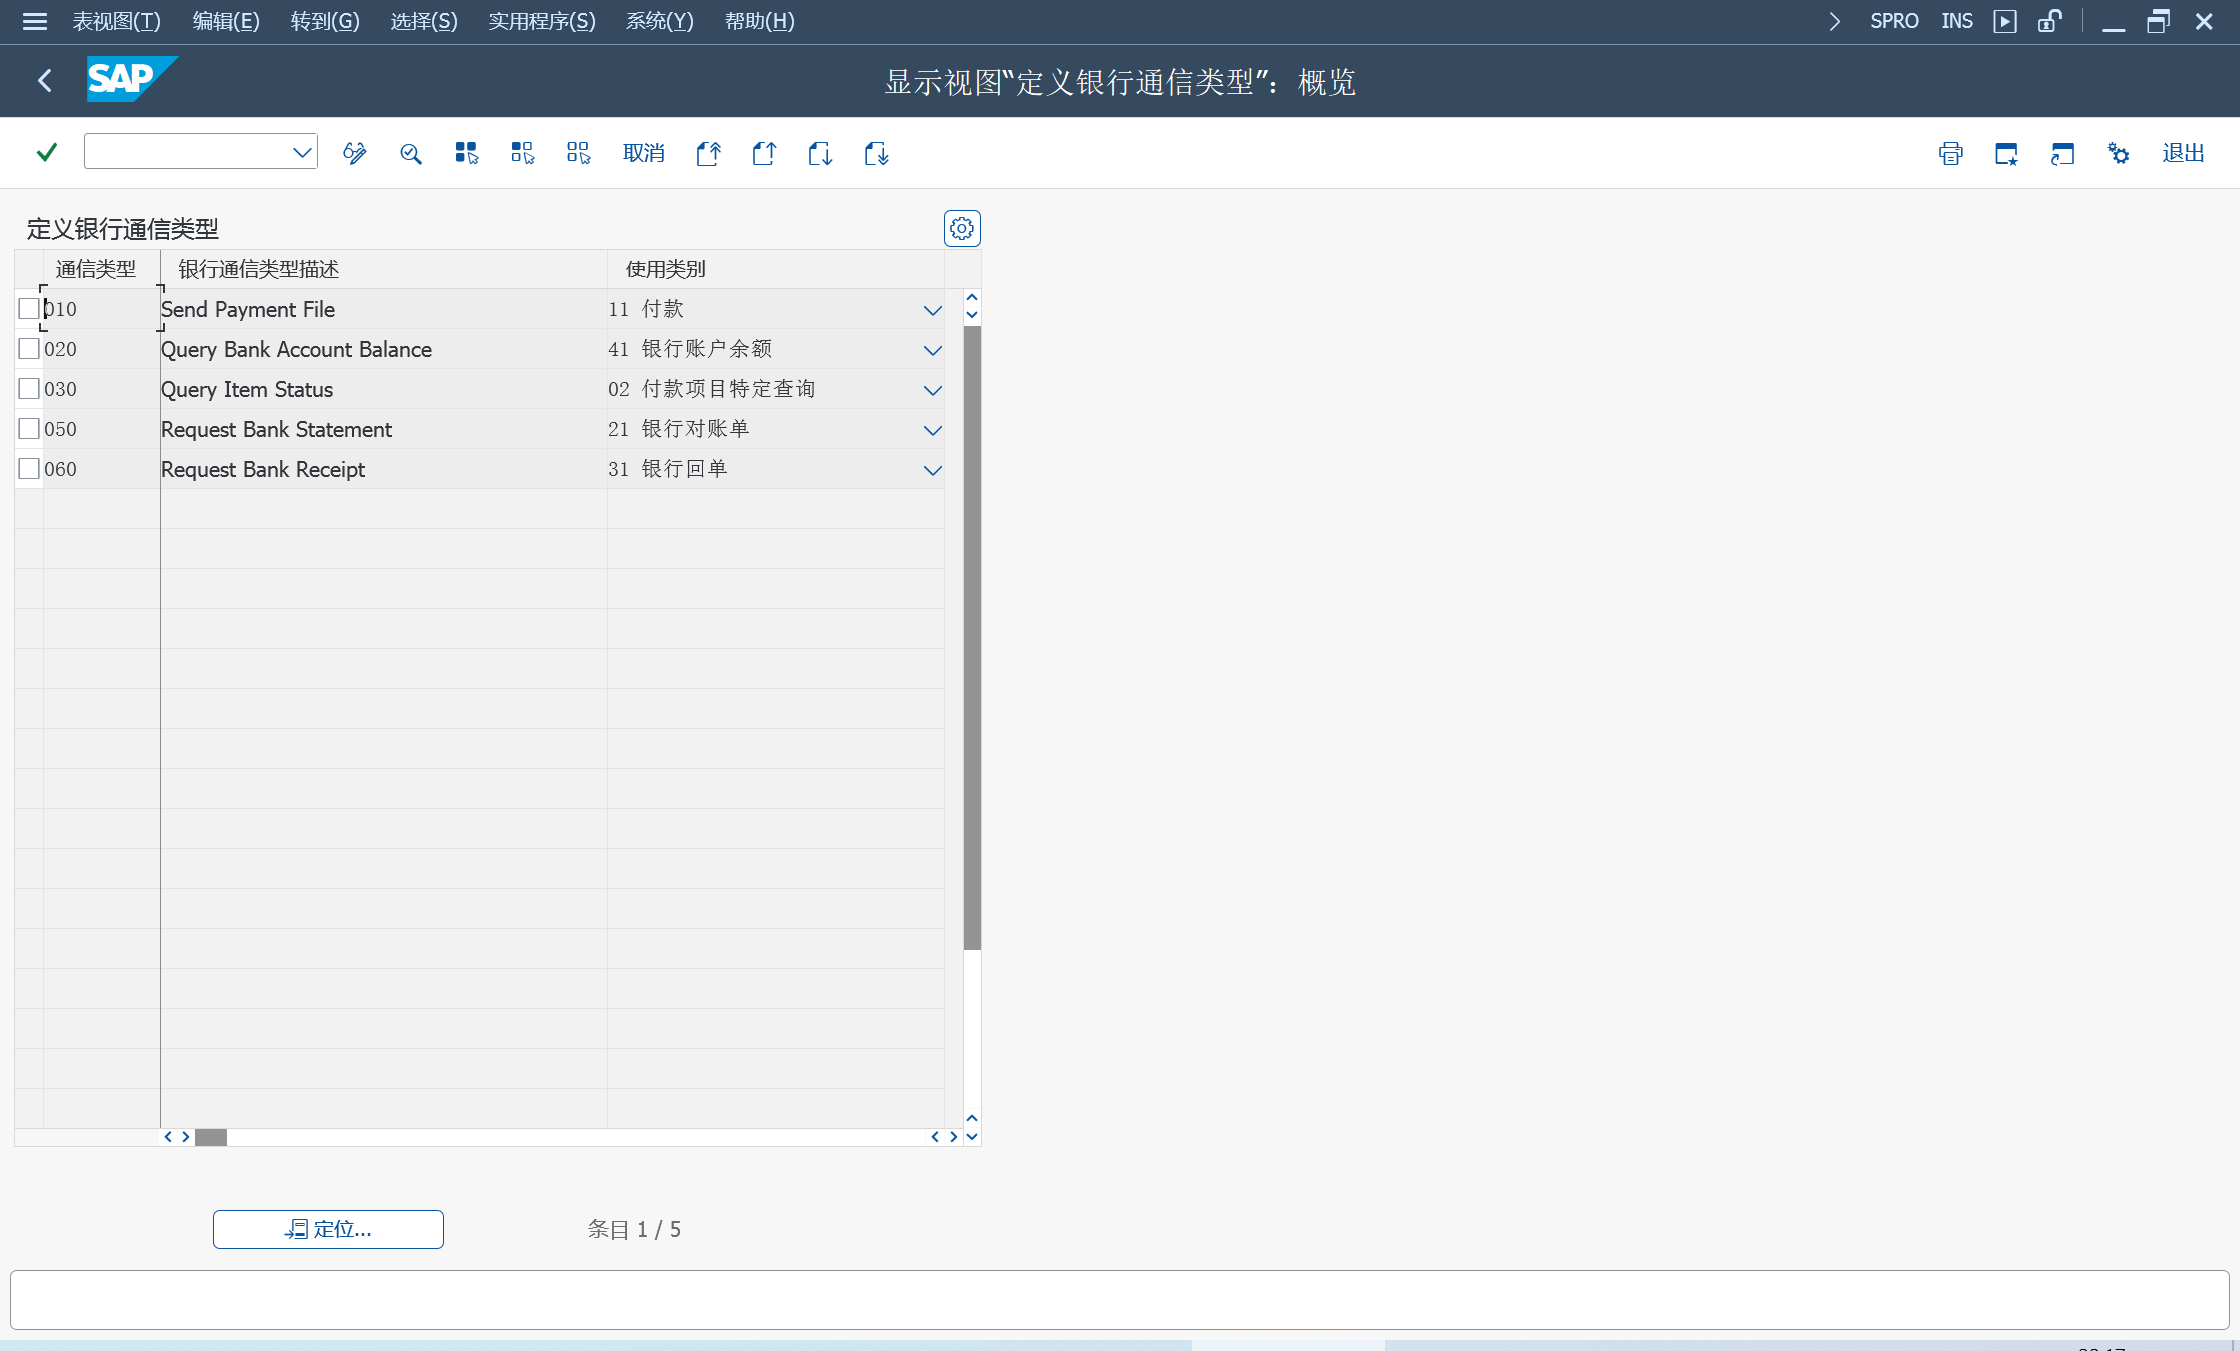 表视图(T) 编辑(E) 转到(G) 选择(S) 实用程序(S) 系统(Y) 帮助(H) SPRO INS
SAP 显示视图“定义银行通信类型”：概览
取消 退出
定义银行通信类型
通信类型 银行通信类型描述 使用类别
010 Send Payment File 11 付款
020 Query Bank Account Balance 41 银行账户余额
030 Query Item Status 02 付款项目特定查询
050 Request Bank Statement 21 银行对账单
060 Request Bank Receipt 31 银行回单
定位... 条目 1 / 5